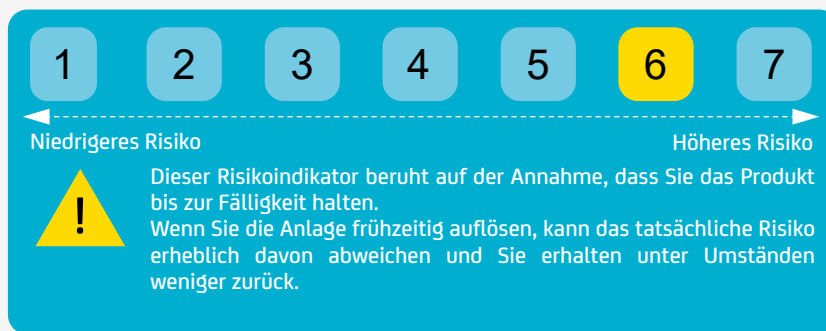 1 2 3 4 5 6 7
Niedrigeres Risiko Höheres Risiko
!
Dieser Risikoindikator beruht auf der Annahme, dass Sie das Produkt
bis zur Fälligkeit halten.
Wenn Sie die Anlage frühzeitig auflösen, kann das tatsächliche Risiko
erheblich davon abweichen und Sie erhalten unter Umständen
weniger zurück.